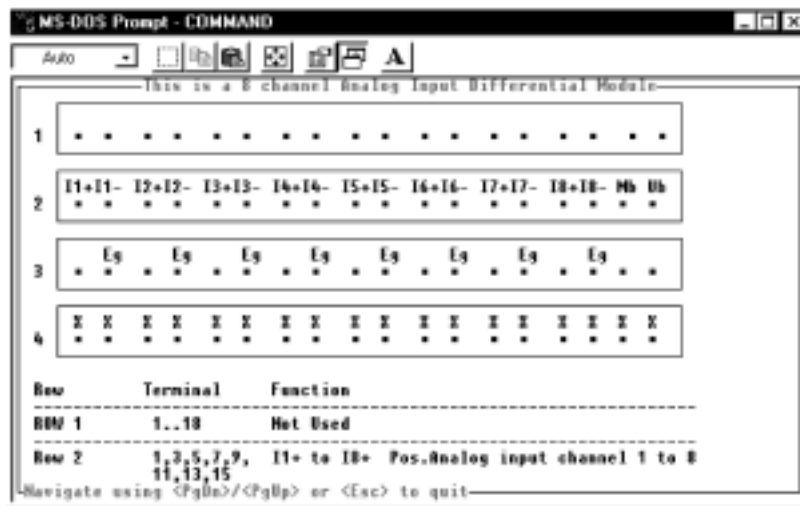 MS-DOS Prompt - COMMAND
Auto
A
This is a 8 channel Analog Input Differential Module
1
I1+I1- I2+I2- I3+I3- I4+I4- I5+I5- I6+I6- I7+I7- I8+I8- Mb Ub
2
Eg Eg Eg Eg Eg Eg Eg Eg
3
X X X X X X X X X X X X X X X X X X
4
Row Terminal Function
ROW 1 1..18 Not Used
Row 2 1,3,5,7,9, I1+ to I8+ Pos.Analog input channel 1 to 8
11,13,15
Navigate using <PgDn>/<PgUp> or <Esc> to quit